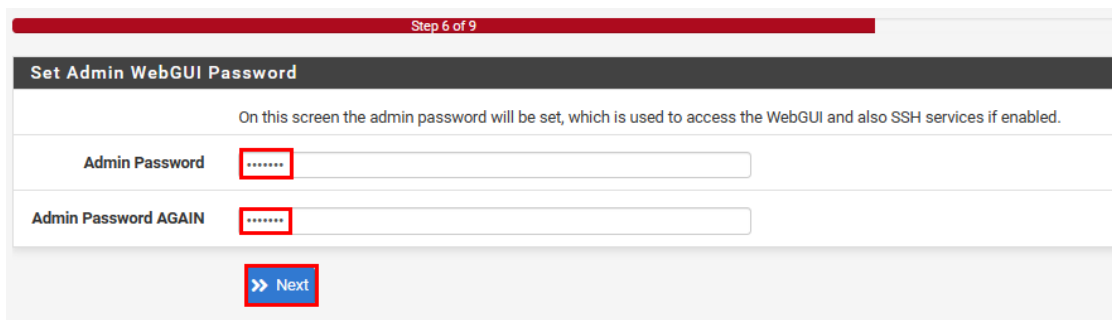 Step 6 of 9
Set Admin WebGUI Password
On this screen the admin password will be set, which is used to access the WebGUI and also SSH services if enabled.
Admin Password •••••••
Admin Password AGAIN •••••••
Next